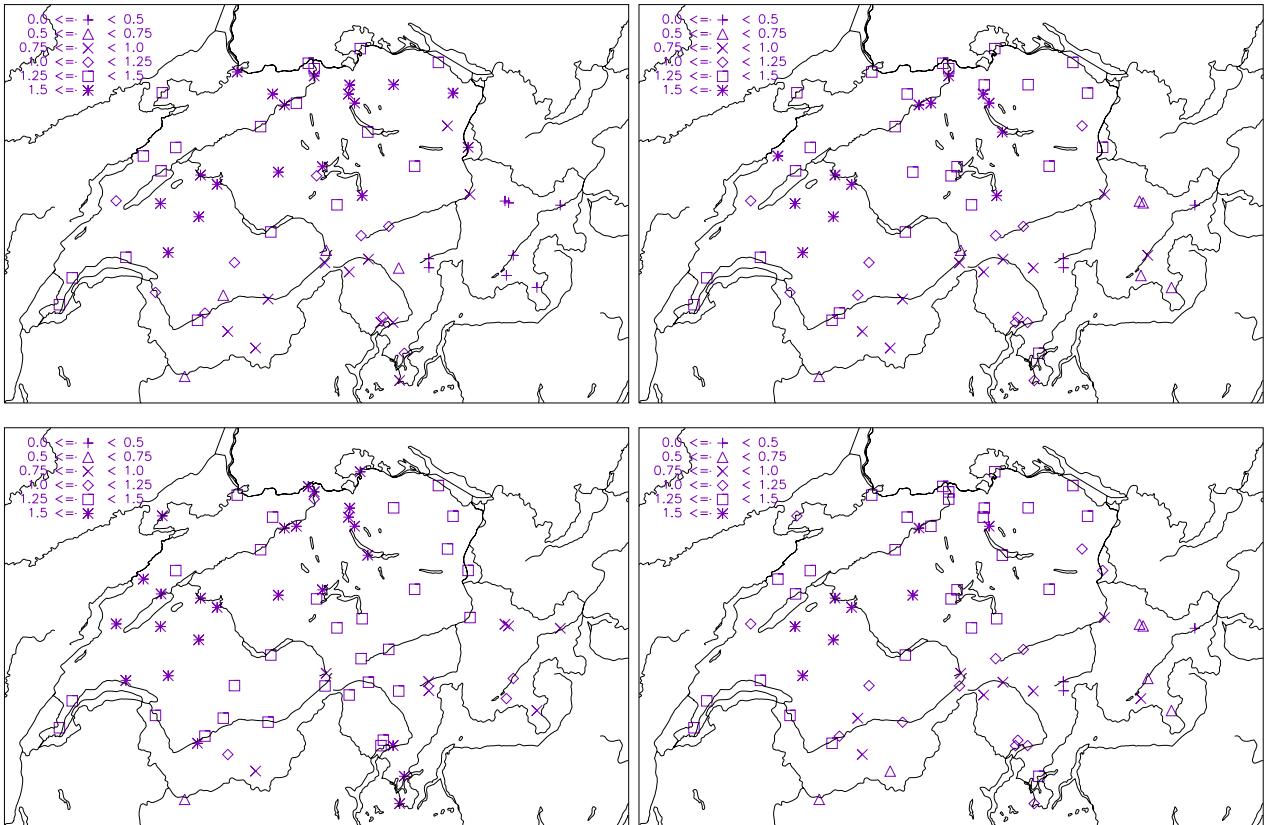 0.0 <= + < 0.5
0.5 <= △ < 0.75
0.75 <= × < 1.0
1.0 <= ◇ < 1.25
1.25 <= □ < 1.5
1.5 <= ✳
0.0 <= + < 0.5
0.5 <= △ < 0.75
0.75 <= × < 1.0
1.0 <= ◇ < 1.25
1.25 <= □ < 1.5
1.5 <= ✳
0.0 <= + < 0.5
0.5 <= △ < 0.75
0.75 <= × < 1.0
1.0 <= ◇ < 1.25
1.25 <= □ < 1.5
1.5 <= ✳
0.0 <= + < 0.5
0.5 <= △ < 0.75
0.75 <= × < 1.0
1.0 <= ◇ < 1.25
1.25 <= □ < 1.5
1.5 <= ✳